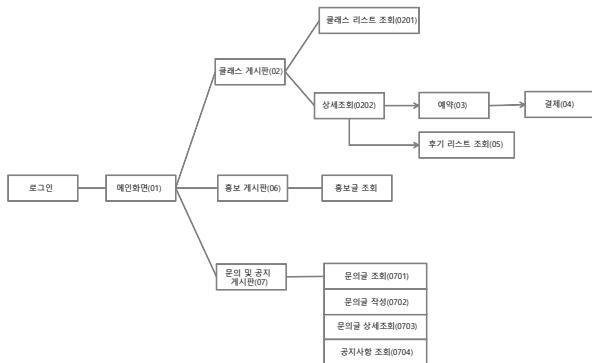 클래스 리스트 조회(0201)
클래스 게시판(02)
상세조회(0202)
예약(03)
결제(04)
후기 리스트 조회(05)
로그인
메인화면(01)
홍보 게시판(06)
홍보글 조회
문의 및 공지
게시판(07)
문의글 조회(0701)
문의글 작성(0702)
문의글 상세조회(0703)
공지사항 조회(0704)